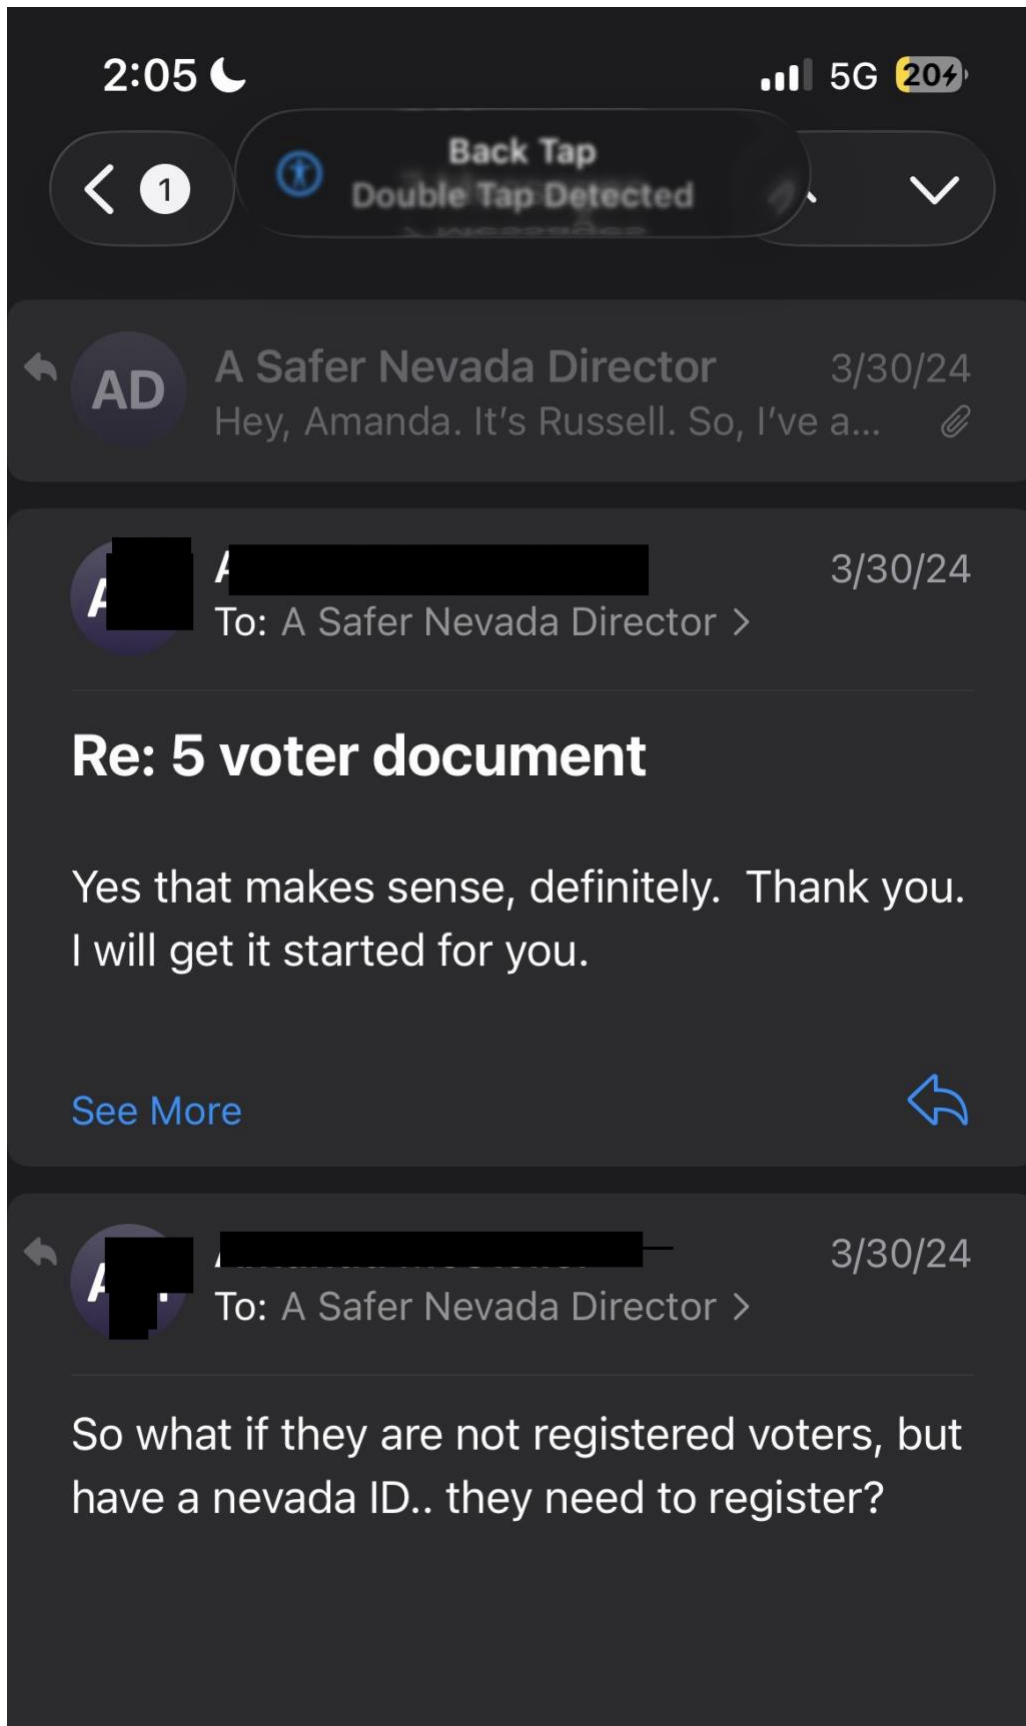 2:05
5G 20
1
Back Tap
Double Tap Detected
AD
A Safer Nevada Director
3/30/24
Hey, Amanda. It's Russell. So, I've a...
A
3/30/24
To: A Safer Nevada Director >
Re: 5 voter document
Yes that makes sense, definitely. Thank you.
I will get it started for you.
See More
3/30/24
To: A Safer Nevada Director >
So what if they are not registered voters, but
have a nevada ID.. they need to register?